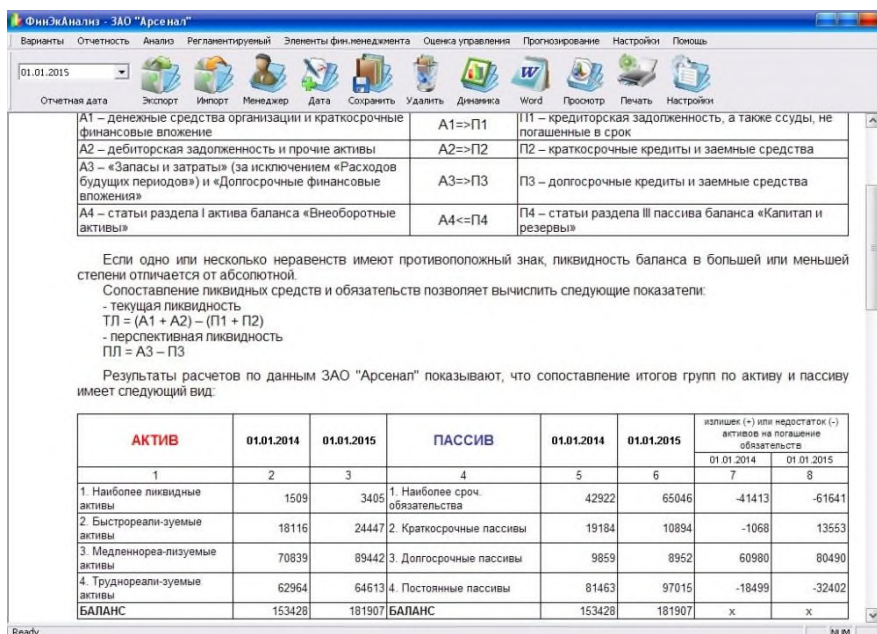 ФинЭкАнализ - ЗАО "Арсенал"
Варианты Отчетность Анализ Регламентируемый Элементы фин.менеджмента Оценка управления Прогнозирование Настройки Помощь
01.01.2015
Отчетная дата Экспорт Импорт Менеджер Дата Сохранить Удалить Динамика Word Просмотр Печать Настройки
А1 – денежные средства организации и краткосрочные
финансовые вложение
А1=>П1
П1 – кредиторская задолженность, а также ссуды, не
погашенные в срок
А2 – дебиторская задолженность и прочие активы
А2=>П2
П2 – краткосрочные кредиты и заемные средства
А3 – «Запасы и затраты» (за исключением «Расходов
будущих периодов») и «Долгосрочные финансовые
вложения»
А3=>П3
П3 – долгосрочные кредиты и заемные средства
А4 – статьи раздела I актива баланса «Внеоборотные
активы»
А4<=П4
П4 – статьи раздела III пассива баланса «Капитал и
резервы»
Если одно или несколько неравенств имеют противоположный знак, ликвидность баланса в большей или меньшей
степени отличается от абсолютной.
Сопоставление ликвидных средств и обязательств позволяет вычислить следующие показатели:
- текущая ликвидность
ТЛ = (А1 + А2) – (П1 + П2)
- перспективная ликвидность
ПЛ = А3 – П3
Результаты расчетов по данным ЗАО "Арсенал" показывают, что сопоставление итогов групп по активу и пассиву
имеет следующий вид:
АКТИВ 01.01.2014 01.01.2015 ПАССИВ 01.01.2014 01.01.2015
излишек (+) или недостаток (-)
активов на погашение
обязательств
01.01.2014 01.01.2015
1 2 3 4 5 6 7 8
1. Наиболее ликвидные
активы
1509 3405
1. Наиболее сроч.
обязательства
42922 65046 -41413 -61641
2. Быстрореали-зуемые
активы
18116 24447 2. Краткосрочные пассивы 19184 10894 -1068 13553
3. Медленнореа-лизуемые
активы
70839 89442 3. Долгосрочные пассивы 9859 8952 60980 80490
4. Труднореали-зуемые
активы
62964 64613 4. Постоянные пассивы 81463 97015 -18499 -32402
БАЛАНС 153428 181907 БАЛАНС 153428 181907 х х
Ready NUM